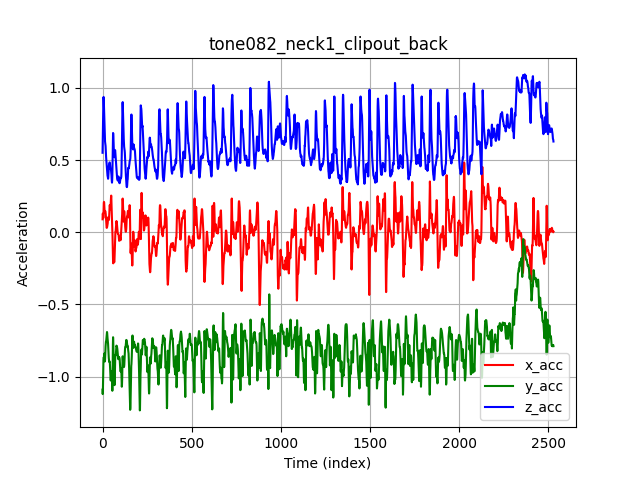 tone082_neck1_clipout_back
Acceleration
1.0
0.5
0.0
−0.5
−1.0
0
500
1000
1500
2000
2500
Time (index)
x_acc
y_acc
z_acc